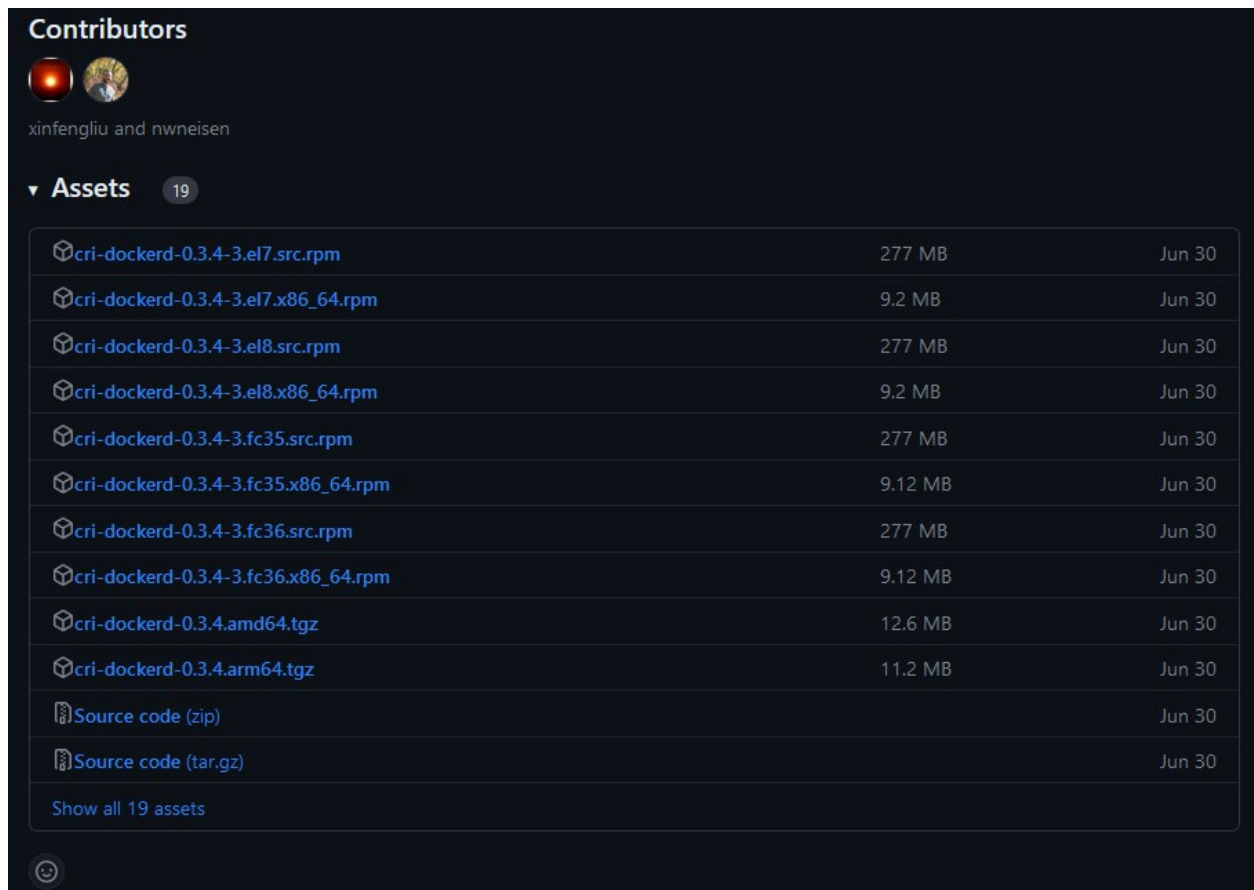 Contributors
xinfengliu and nwneisen
Assets 19
cri-dockerd-0.3.4-3.el7.src.rpm 277 MB Jun 30
cri-dockerd-0.3.4-3.el7.x86_64.rpm 9.2 MB Jun 30
cri-dockerd-0.3.4-3.el8.src.rpm 277 MB Jun 30
cri-dockerd-0.3.4-3.el8.x86_64.rpm 9.2 MB Jun 30
cri-dockerd-0.3.4-3.fc35.src.rpm 277 MB Jun 30
cri-dockerd-0.3.4-3.fc35.x86_64.rpm 9.12 MB Jun 30
cri-dockerd-0.3.4-3.fc36.src.rpm 277 MB Jun 30
cri-dockerd-0.3.4-3.fc36.x86_64.rpm 9.12 MB Jun 30
cri-dockerd-0.3.4.amd64.tgz 12.6 MB Jun 30
cri-dockerd-0.3.4.arm64.tgz 11.2 MB Jun 30
Source code (zip) Jun 30
Source code (tar.gz) Jun 30
Show all 19 assets